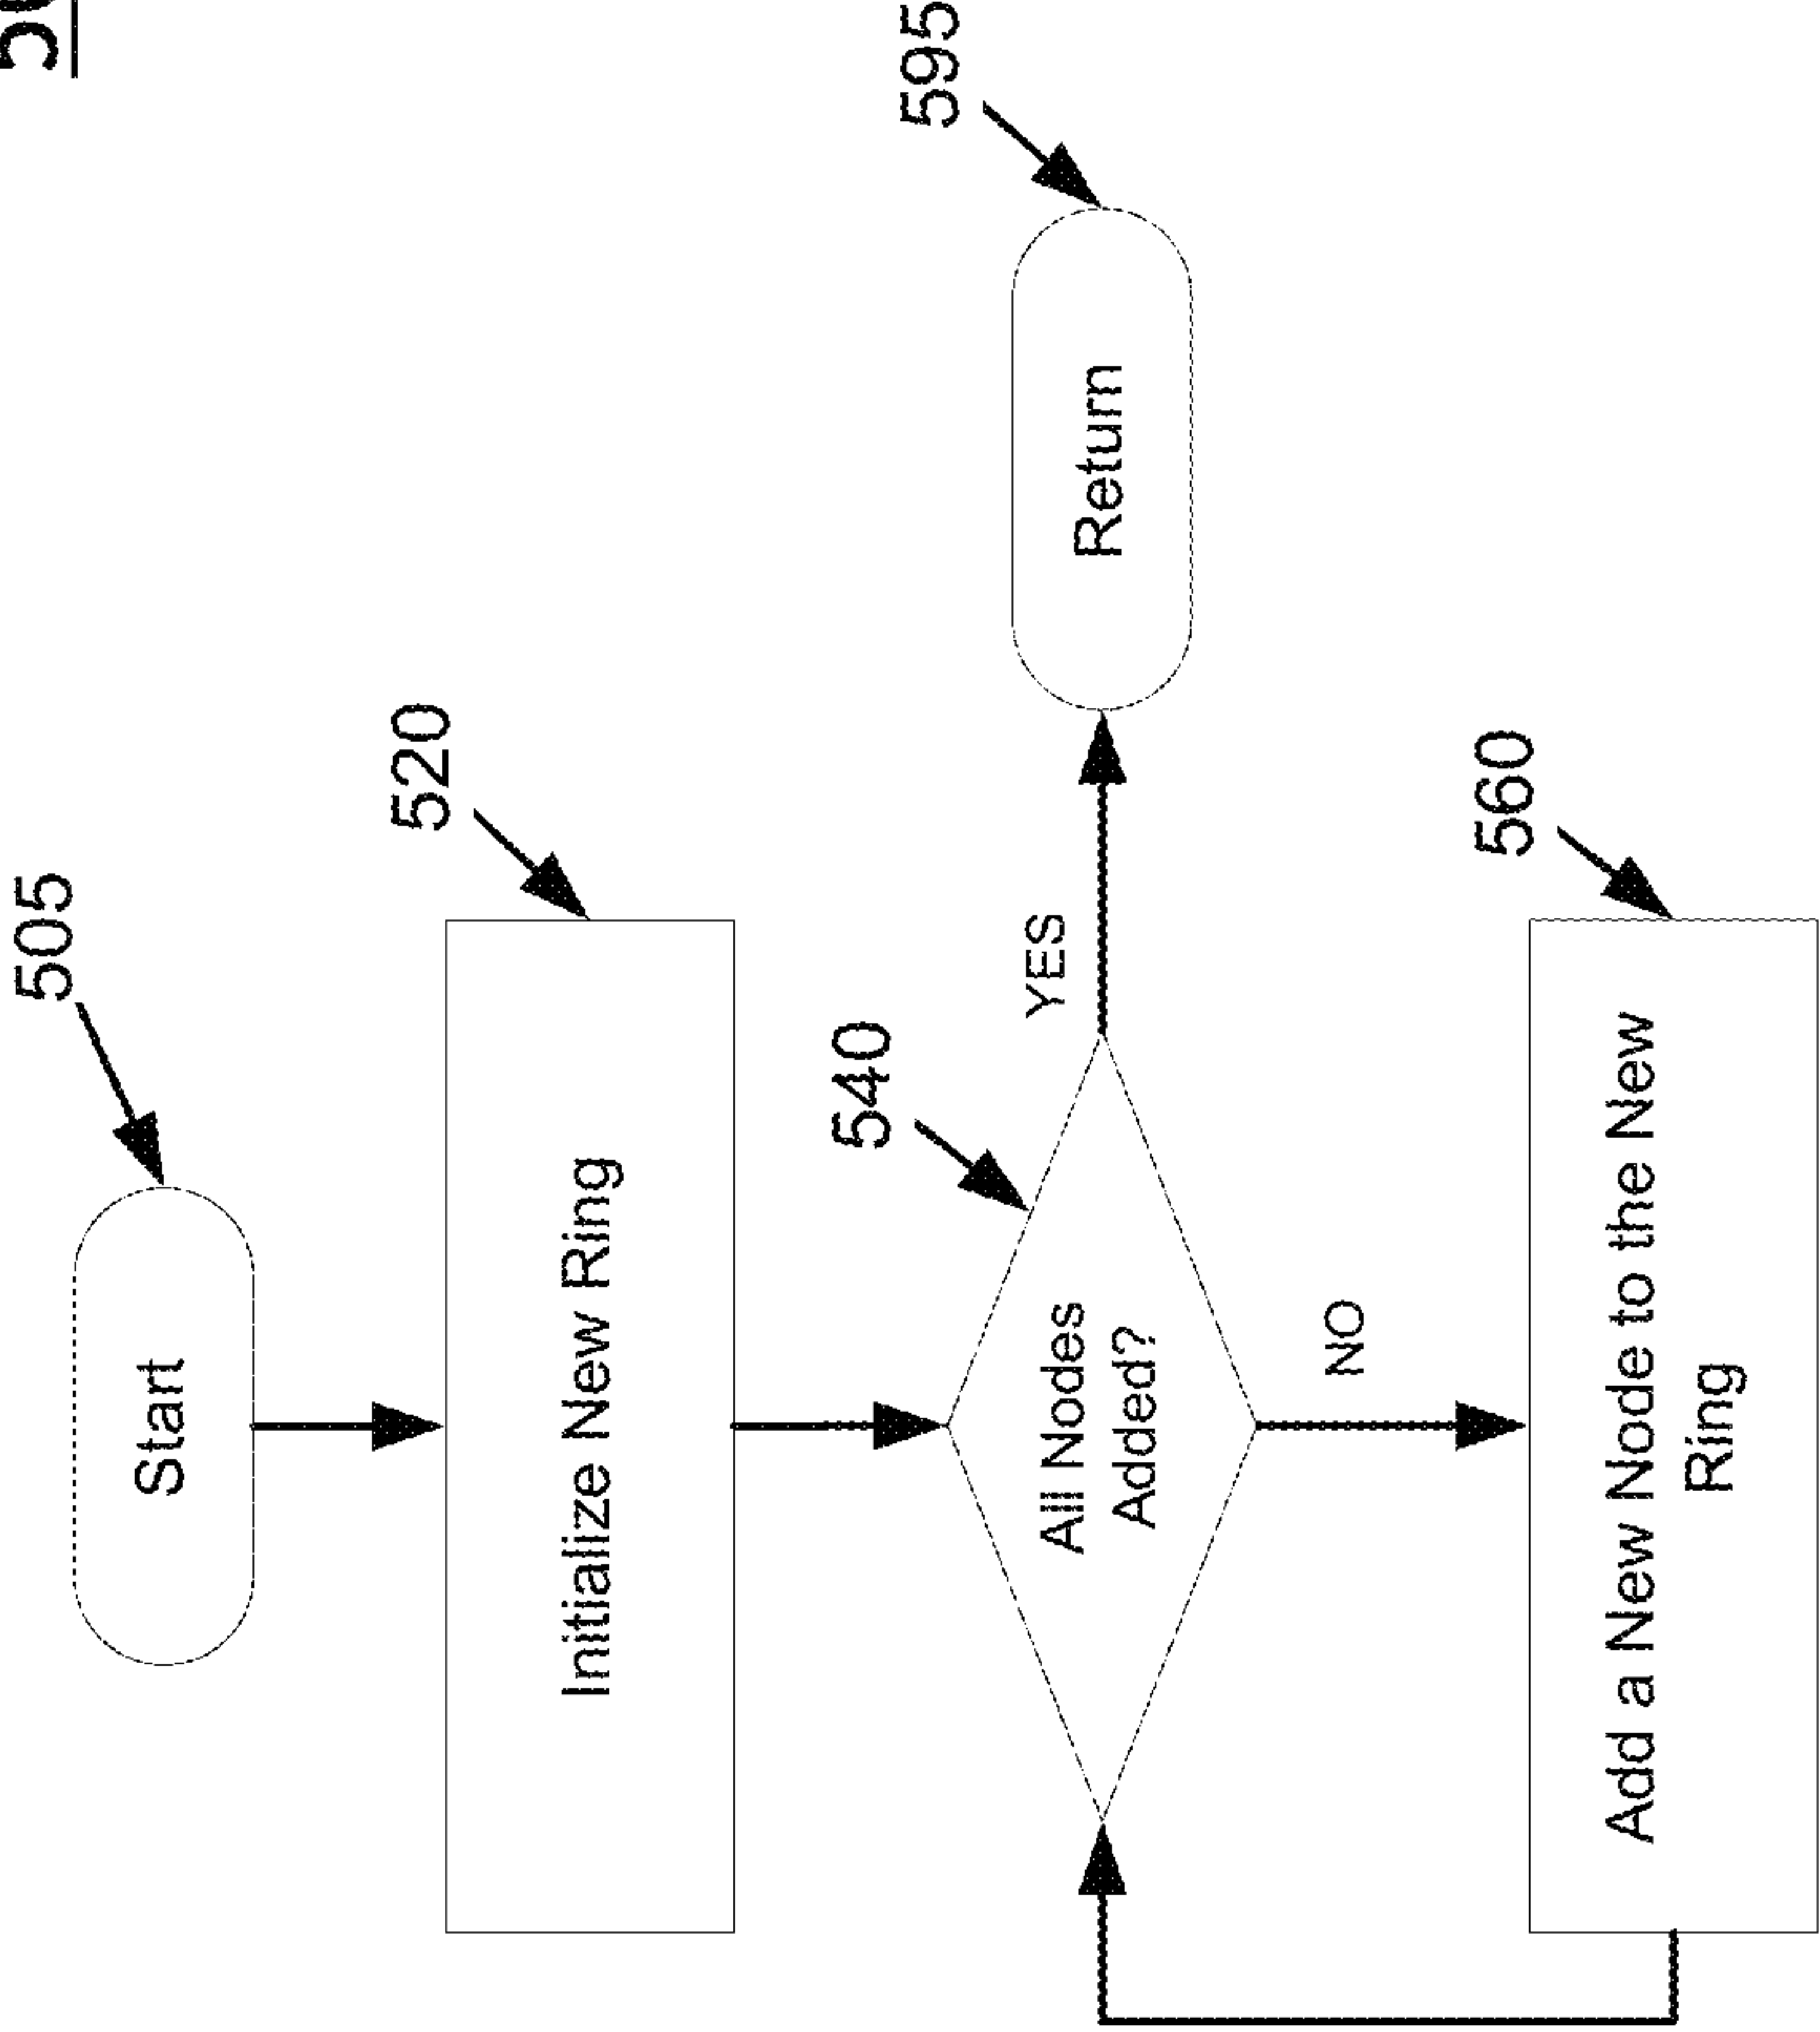 505
Start
520
Initialize New Ring
540
All Nodes
Added?
YES
595
Return
NO
560
Add a New Node to the New
Ring